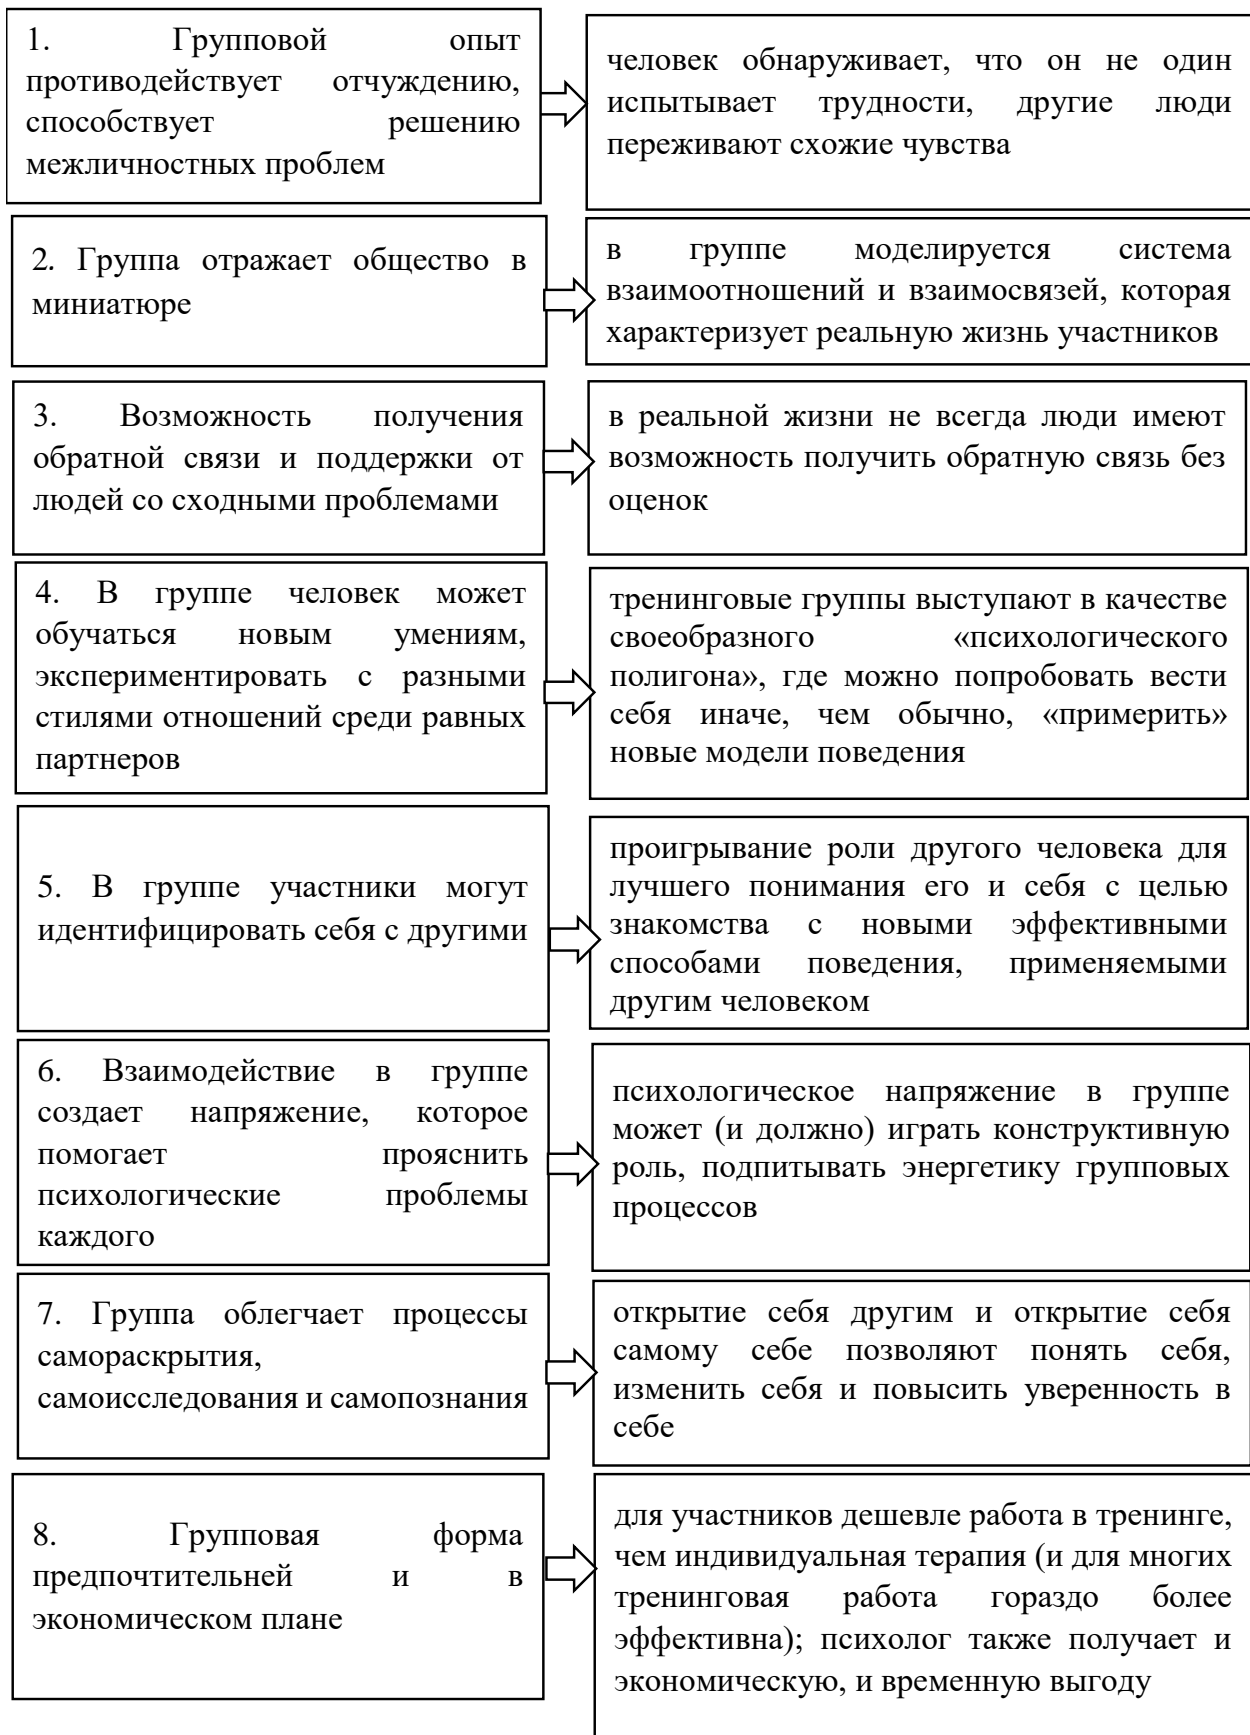 1. Групповой опыт
противодействует отчуждению,
способствует решению
межличностных проблем
человек обнаруживает, что он не один
испытывает трудности, другие люди
переживают схожие чувства
2. Группа отражает общество в
миниатюре
в группе моделируется система
взаимоотношений и взаимосвязей, которая
характеризует реальную жизнь участников
3. Возможность получения
обратной связи и поддержки от
людей со сходными проблемами
в реальной жизни не всегда люди имеют
возможность получить обратную связь без
оценок
4. В группе человек может
обучаться новым умениям,
экспериментировать с разными
стилями отношений среди равных
партнеров
тренинговые группы выступают в качестве
своеобразного «психологического
полигона», где можно попробовать вести
себя иначе, чем обычно, «примерить»
новые модели поведения
5. В группе участники могут
идентифицировать себя с другими
проигрывание роли другого человека для
лучшего понимания его и себя с целью
знакомства с новыми эффективными
способами поведения, применяемыми
другим человеком
6. Взаимодействие в группе
создает напряжение, которое
помогает прояснить
психологические проблемы
каждого
психологическое напряжение в группе
может (и должно) играть конструктивную
роль, подпитывать энергетику групповых
процессов
7. Группа облегчает процессы
самораскрытия,
самоисследования и самопознания
открытие себя другим и открытие себя
самому себе позволяют понять себя,
изменить себя и повысить уверенность в
себе
8. Групповая форма
предпочтительней и в
экономическом плане
для участников дешевле работа в тренинге,
чем индивидуальная терапия (и для многих
тренинговая работа гораздо более
эффективна); психолог также получает и
экономическую, и временную выгоду